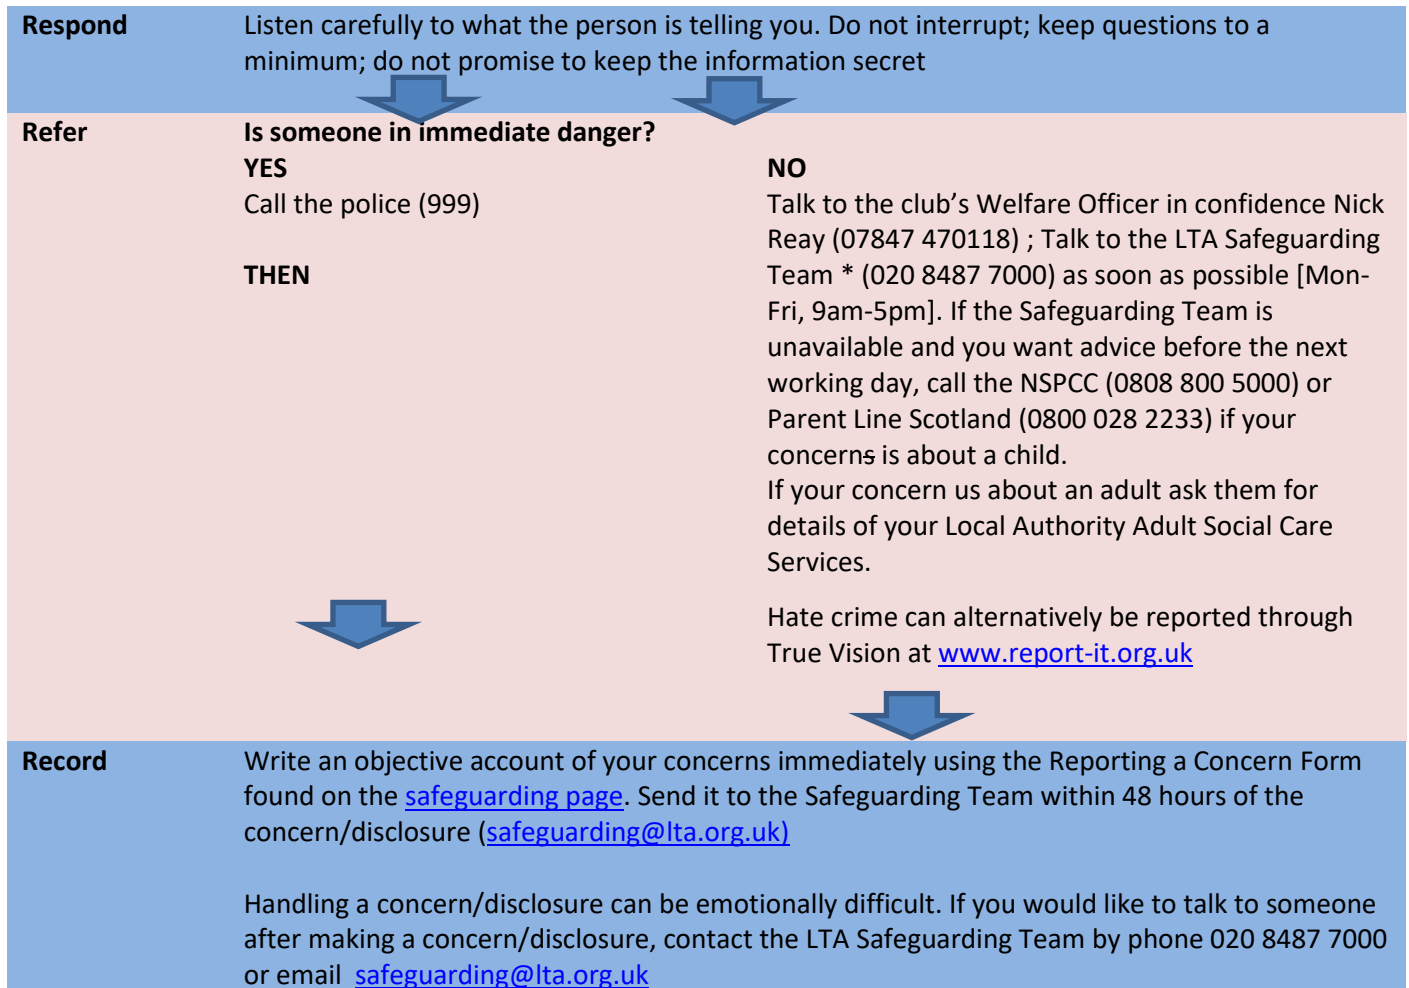 Respond
Listen carefully to what the person is telling you. Do not interrupt; keep questions to a
minimum; do not promise to keep the information secret
Refer
Is someone in immediate danger?
YES
Call the police (999)
THEN
NO
Talk to the club’s Welfare Officer in confidence Nick
Reay (07847 470118) ; Talk to the LTA Safeguarding
Team * (020 8487 7000) as soon as possible [Mon-
Fri, 9am-5pm]. If the Safeguarding Team is
unavailable and you want advice before the next
working day, call the NSPCC (0808 800 5000) or
Parent Line Scotland (0800 028 2233) if your
concerns is about a child.
If your concern us about an adult ask them for
details of your Local Authority Adult Social Care
Services.
Hate crime can alternatively be reported through
True Vision at www.report-it.org.uk
Record
Write an objective account of your concerns immediately using the Reporting a Concern Form
found on the safeguarding page. Send it to the Safeguarding Team within 48 hours of the
concern/disclosure (safeguarding@lta.org.uk)
Handling a concern/disclosure can be emotionally difficult. If you would like to talk to someone
after making a concern/disclosure, contact the LTA Safeguarding Team by phone 020 8487 7000
or email safeguarding@lta.org.uk